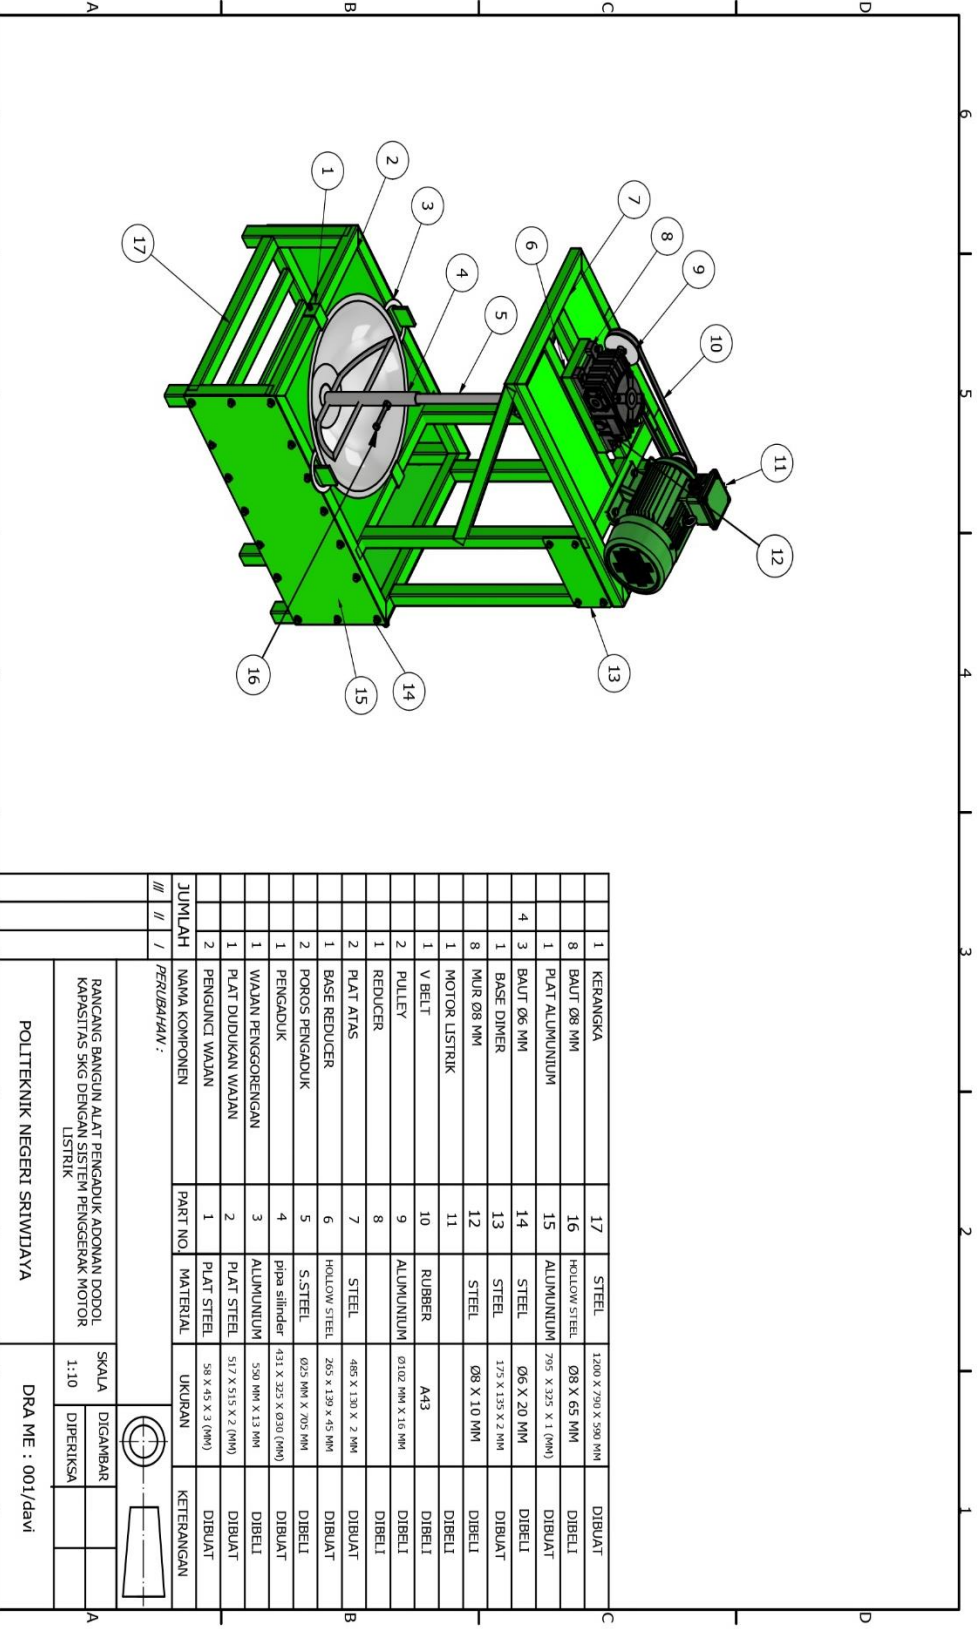 6 5 4 3 2 1
D D
C C
B B
A A
1
2
3
4
5
6
7
8
9
10
11
12
13
14
15
16
17
1 KERANGKA 17 STEEL 1200 X 790 X 590 MM DIBUAT
8 BAUT Ø8 MM 16 HOLLOW STEEL Ø8 X 65 MM DIBELI
1 PLAT ALUMUNIUM 15 ALUMUNIUM 795 X 325 X 1 (MM) DIBUAT
4 3 BAUT Ø6 MM 14 STEEL Ø6 X 20 MM DIBELI
1 BASE DIMER 13 STEEL 175 X 135 X 2 MM DIBUAT
8 MUR Ø8 MM 12 STEEL Ø8 X 10 MM DIBELI
1 MOTOR LISTRIK 11 DIBELI
1 V BELT 10 RUBBER A43 DIBELI
2 PULLEY 9 ALUMUNIUM Ø102 MM X 16 MM DIBELI
1 REDUCER 8 DIBELI
2 PLAT ATAS 7 STEEL 485 X 130 X 2 MM DIBUAT
1 BASE REDUCER 6 HOLLOW STEEL 265 X 139 X 45 MM DIBUAT
2 POROS PENGADUK 5 S.STEEL Ø25 MM X 705 MM DIBELI
1 PENGADUK 4 pipa silinder 431 X 325 X Ø30 (MM) DIBUAT
1 WAJAN PENGGORENGAN 3 ALUMUNIUM 550 MM X 13 MM DIBELI
1 PLAT DUDUKAN WAJAN 2 PLAT STEEL 517 X 515 X 2 (MM) DIBUAT
2 PENGUNCI WAJAN 1 PLAT STEEL 58 X 45 X 3 (MM) DIBUAT
JUMLAH NAMA KOMPONEN PART NO. MATERIAL UKURAN KETERANGAN
/// // / PERUBAHAN :
RANCANG BANGUN ALAT PENGADUK ADONAN DODOL
KAPASITAS 5KG DENGAN SISTEM PENGGERAK MOTOR
LISTRIK
SKALA
1:10
DIGAMBAR
DIPERIKSA
POLITEKNIK NEGERI SRIWIJAYA
DRA ME : 001/davi